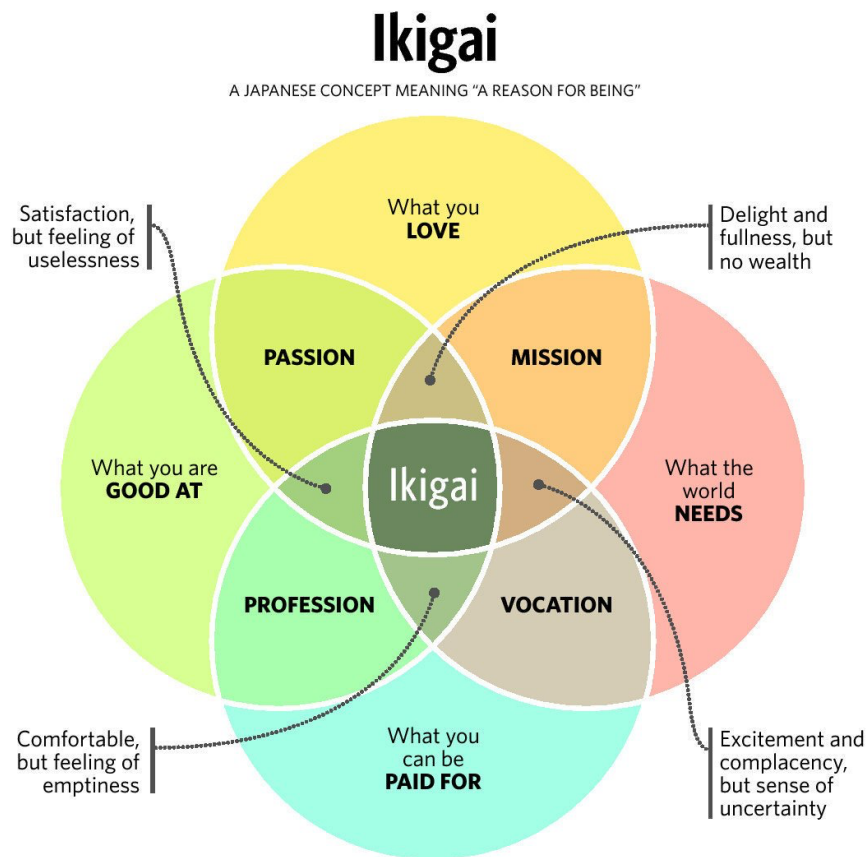 Ikigai
A JAPANESE CONCEPT MEANING “A REASON FOR BEING”
What you
LOVE
Satisfaction,
but feeling of
uselessness
Delight and
fullness, but
no wealth
PASSION
MISSION
What you are
GOOD AT
Ikigai
What the
world
NEEDS
PROFESSION
VOCATION
Comfortable,
but feeling of
emptiness
What you
can be
PAID FOR
Excitement and
complacency,
but sense of
uncertainty